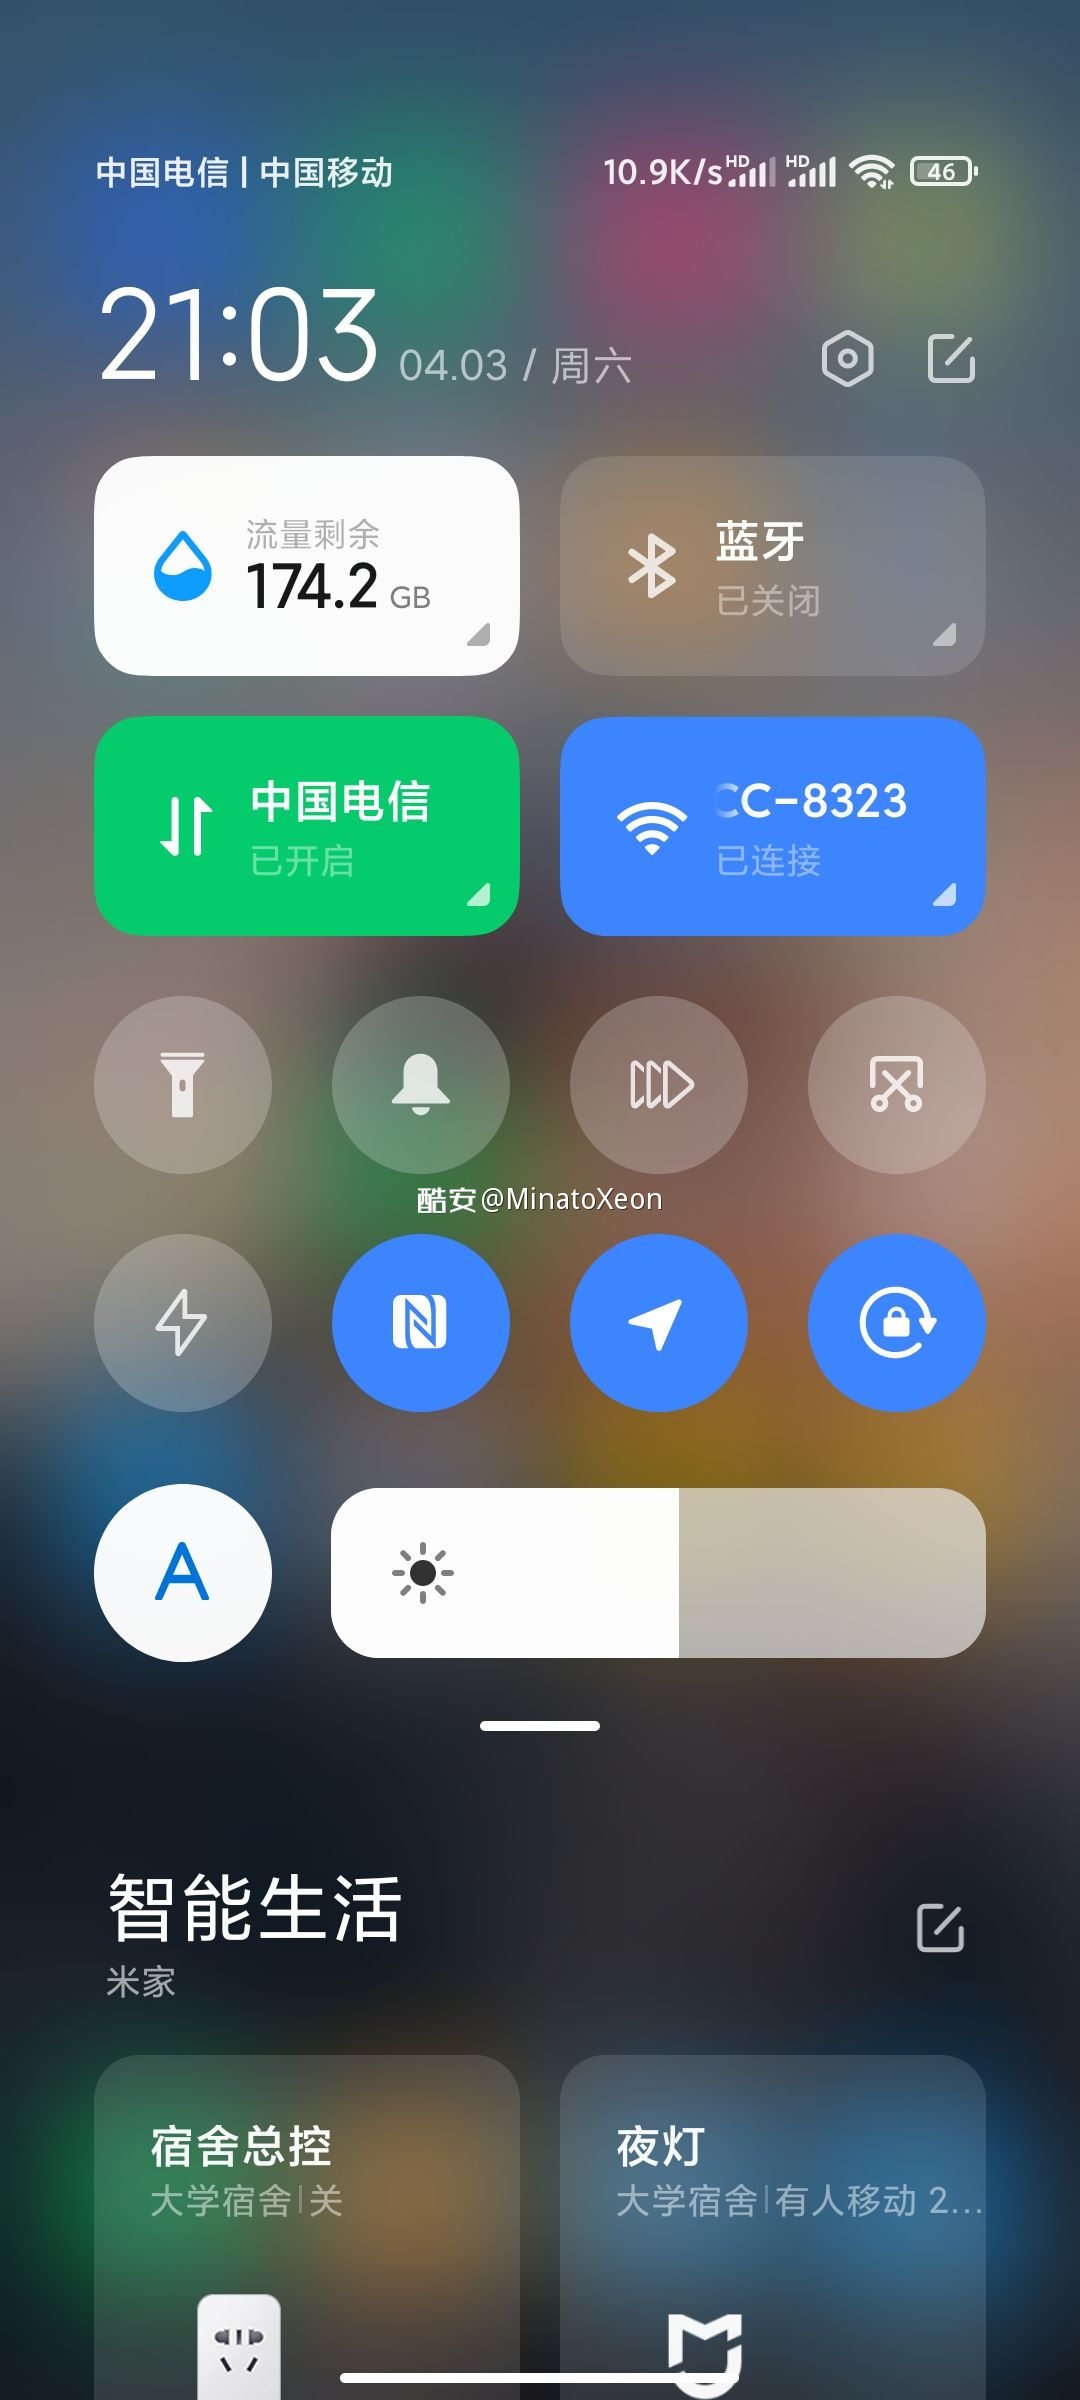 中国电信 | 中国移动
10.9K/s HD HD 46
21:03 04.03 / 周六
流量剩余
174.2 GB
蓝牙
已关闭
中国电信
已开启
C-8323
已连接
酷安@MinatoXeon
A
智能生活
米家
宿舍总控
大学宿舍|关
夜灯
大学宿舍|有人移动 2...